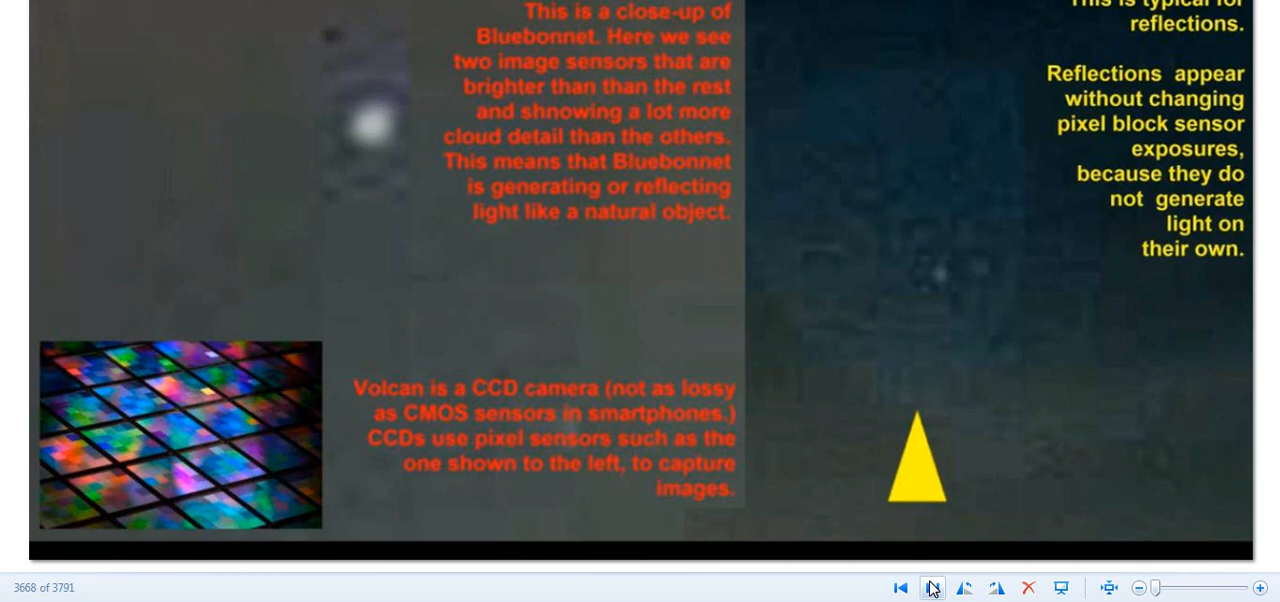 This is a close-up of
Bluebonnet. Here we see
two image sensors that are
brighter than than the rest
and shnowing a lot more
cloud detail than the others.
This means that Bluebonnet
is generating or reflecting
light like a natural object.
This is typical for
reflections.
Reflections appear
without changing
pixel block sensor
exposures,
because they do
not generate
light on
their own.
Volcan is a CCD camera (not as lossy
as CMOS sensors in smartphones.)
CCDs use pixel sensors such as the
one shown to the left, to capture
images.
3668 of 3791